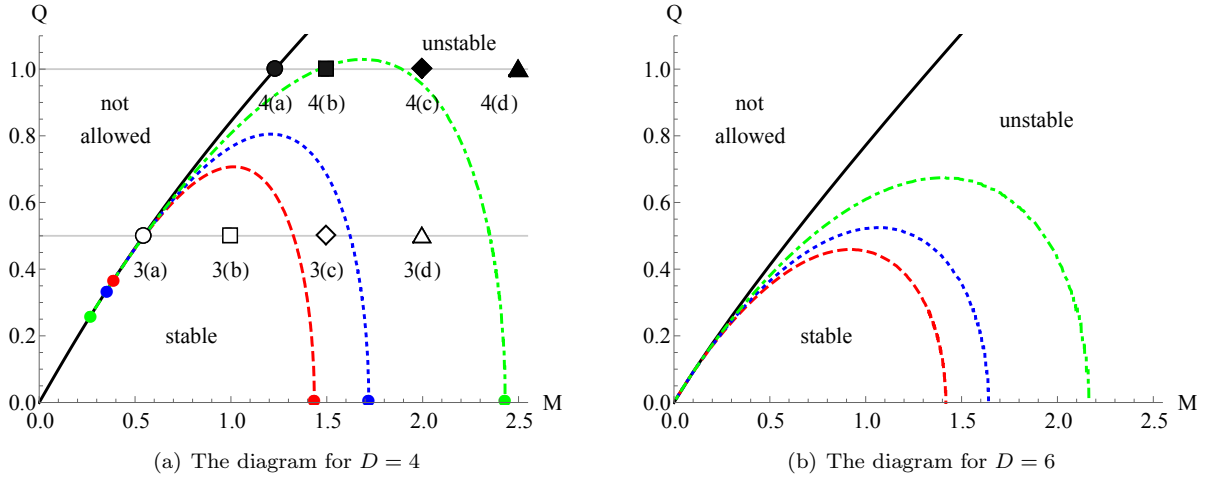 Q
unstable
1.0
4(a) 4(b) 4(c) 4(d)
not
allowed
0.8
0.6
3(a) 3(b) 3(c) 3(d)
0.4
stable
0.2
0.0
M
0.0 0.5 1.0 1.5 2.0 2.5
(a) The diagram for D = 4
Q
1.0
not
allowed
unstable
0.8
0.6
0.4
stable
0.2
0.0
M
0.0 0.5 1.0 1.5 2.0 2.5
(b) The diagram for D = 6